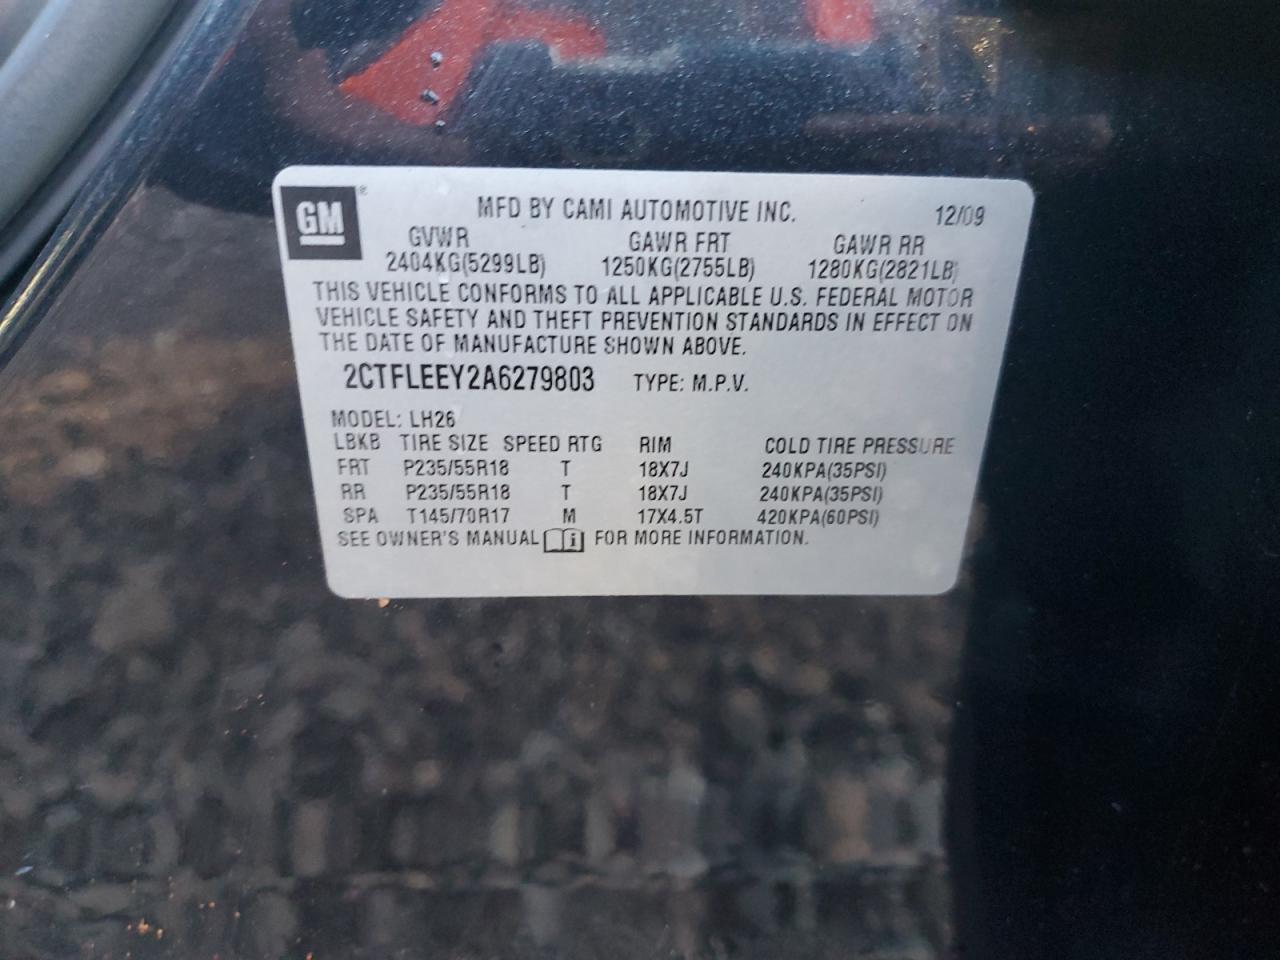 GM®
MFD BY CAMI AUTOMOTIVE INC. 12/09
GVWR GAWR FRT GAWR RR
2404KG(5299LB) 1250KG(2755LB) 1280KG(2821LB)
THIS VEHICLE CONFORMS TO ALL APPLICABLE U.S. FEDERAL MOTOR
VEHICLE SAFETY AND THEFT PREVENTION STANDARDS IN EFFECT ON
THE DATE OF MANUFACTURE SHOWN ABOVE.
2CTFLEEY2A6279803 TYPE: M.P.V.
MODEL: LH26
LBKB TIRE SIZE SPEED RTG RIM COLD TIRE PRESSURE
FRT P235/55R18 T 18X7J 240KPA(35PSI)
RR P235/55R18 T 18X7J 240KPA(35PSI)
SPA T145/70R17 M 17X4.5T 420KPA(60PSI)
SEE OWNER'S MANUAL i FOR MORE INFORMATION.